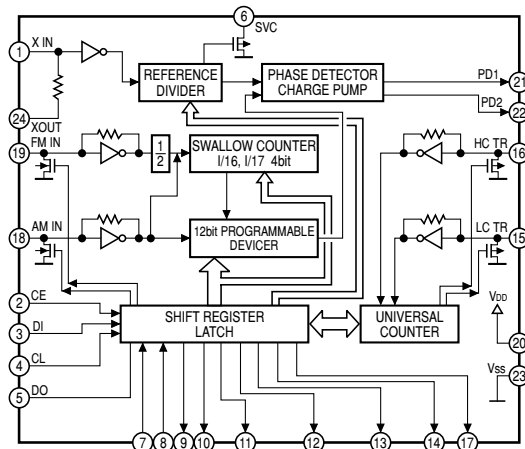 6
SVC
1
X IN
REFERENCE
DIVIDER
PHASE DETECTOR
CHARGE PUMP
PD1
21
PD2
22
24
XOUT
FM IN
19
1
2
SWALLOW COUNTER
I/16, I/17 4bit
HC TR
16
AM IN
18
12bit PROGRAMMABLE
DEVICER
LC TR
15
CE
2
DI
3
CL
4
DO
5
SHIFT REGISTER
LATCH
UNIVERSAL
COUNTER
VDD
20
VSS
23
7
8
9
10
11
12
13
14
17